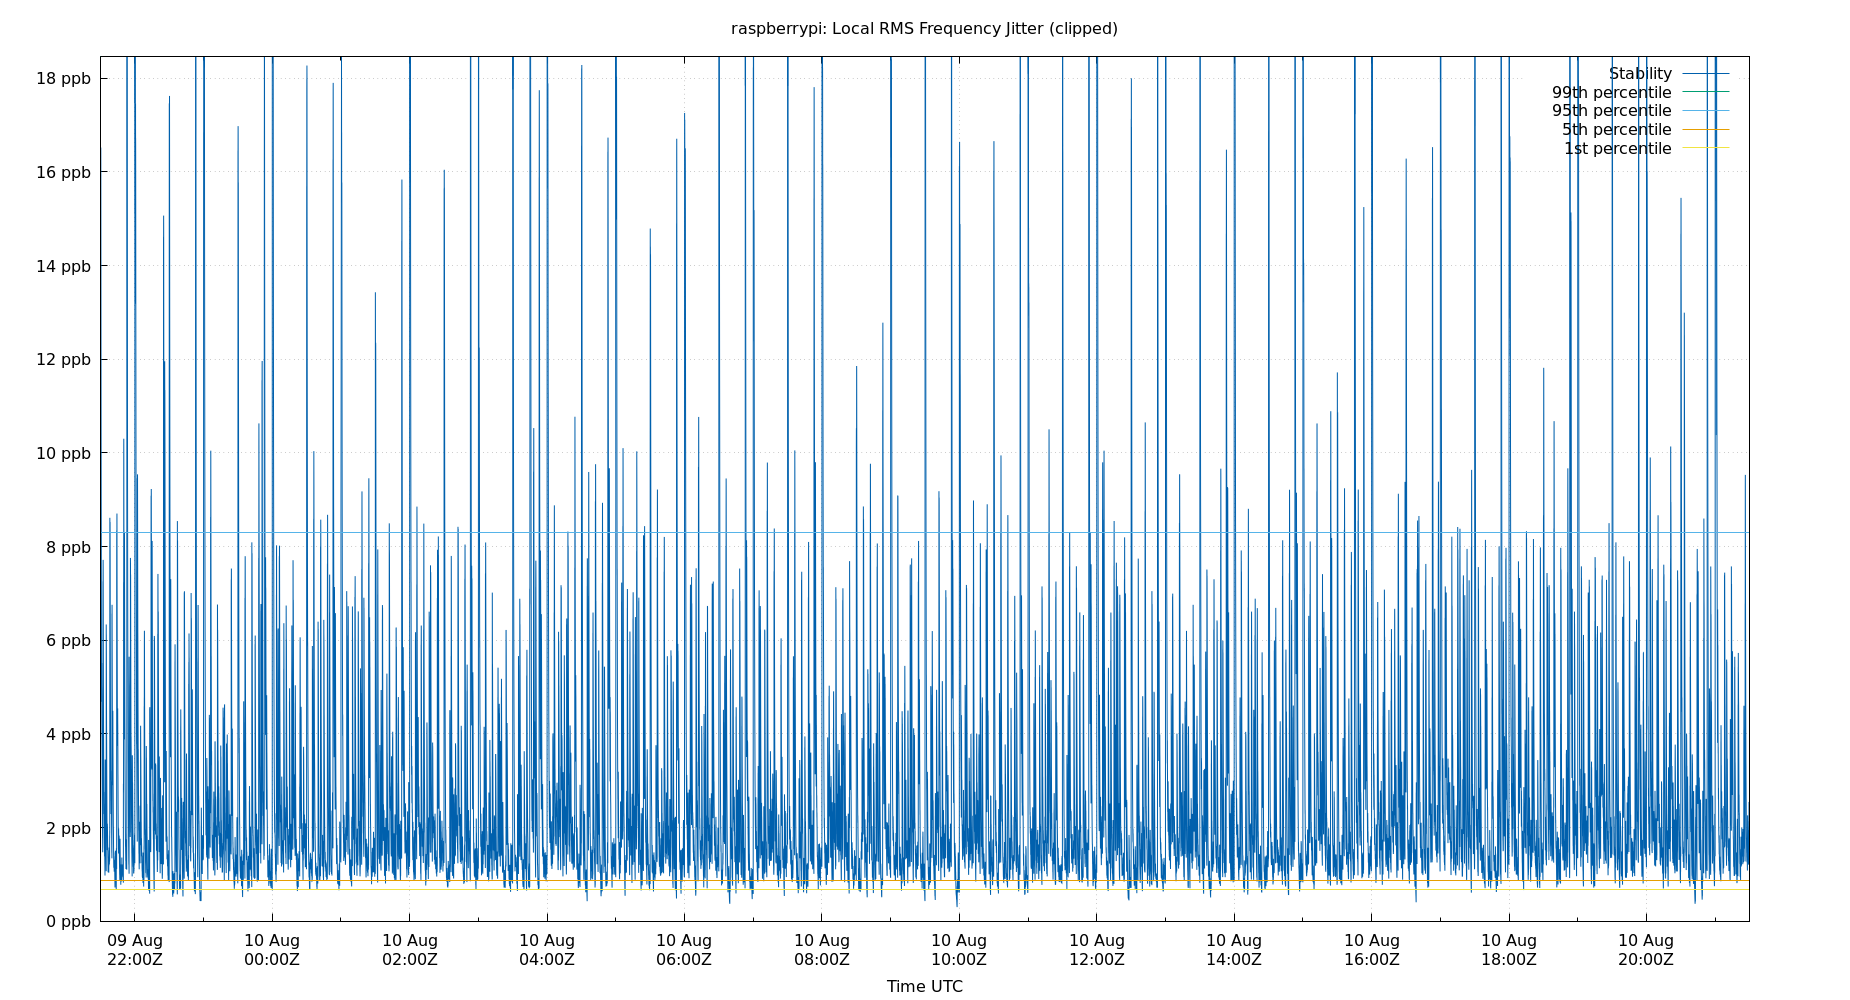 raspberrypi: Local RMS Frequency Jitter (clipped)
18 ppb
16 ppb
14 ppb
12 ppb
10 ppb
8 ppb
6 ppb
4 ppb
2 ppb
0 ppb
Stability
99th percentile
95th percentile
5th percentile
1st percentile
09 Aug 10 Aug 10 Aug 10 Aug 10 Aug 10 Aug 10 Aug 10 Aug 10 Aug 10 Aug 10 Aug 10 Aug
22:00Z 00:00Z 02:00Z 04:00Z 06:00Z 08:00Z 10:00Z 12:00Z 14:00Z 16:00Z 18:00Z 20:00Z
Time UTC